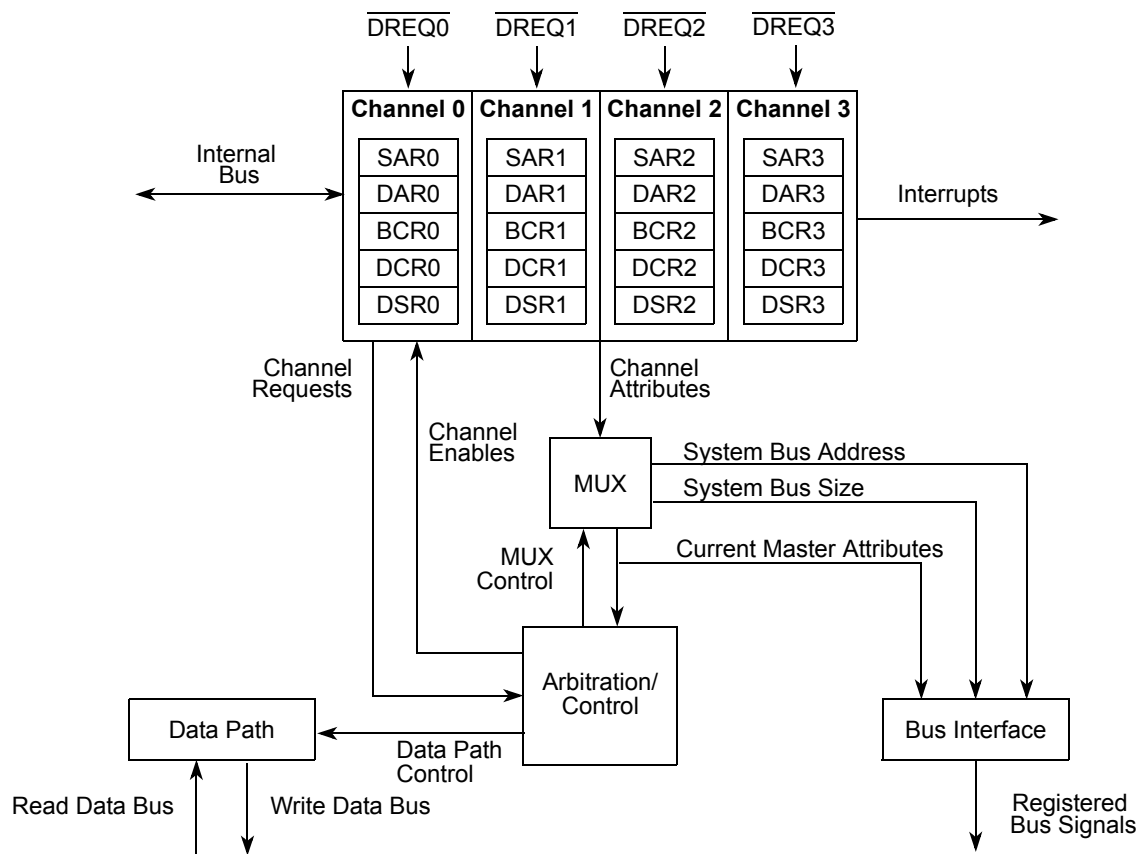 DREQ0 DREQ1 DREQ2 DREQ3
Channel 0 Channel 1 Channel 2 Channel 3
SAR0 SAR1 SAR2 SAR3
Internal
Bus
DAR0 DAR1 DAR2 DAR3
Interrupts
BCR0 BCR1 BCR2 BCR3
DCR0 DCR1 DCR2 DCR3
DSR0 DSR1 DSR2 DSR3
Channel
Requests
Channel
Attributes
Channel
Enables
MUX
System Bus Address
System Bus Size
MUX
Control
Current Master Attributes
Arbitration/
Control
Data Path
Data Path
Control
Bus Interface
Read Data Bus
Write Data Bus
Registered
Bus Signals